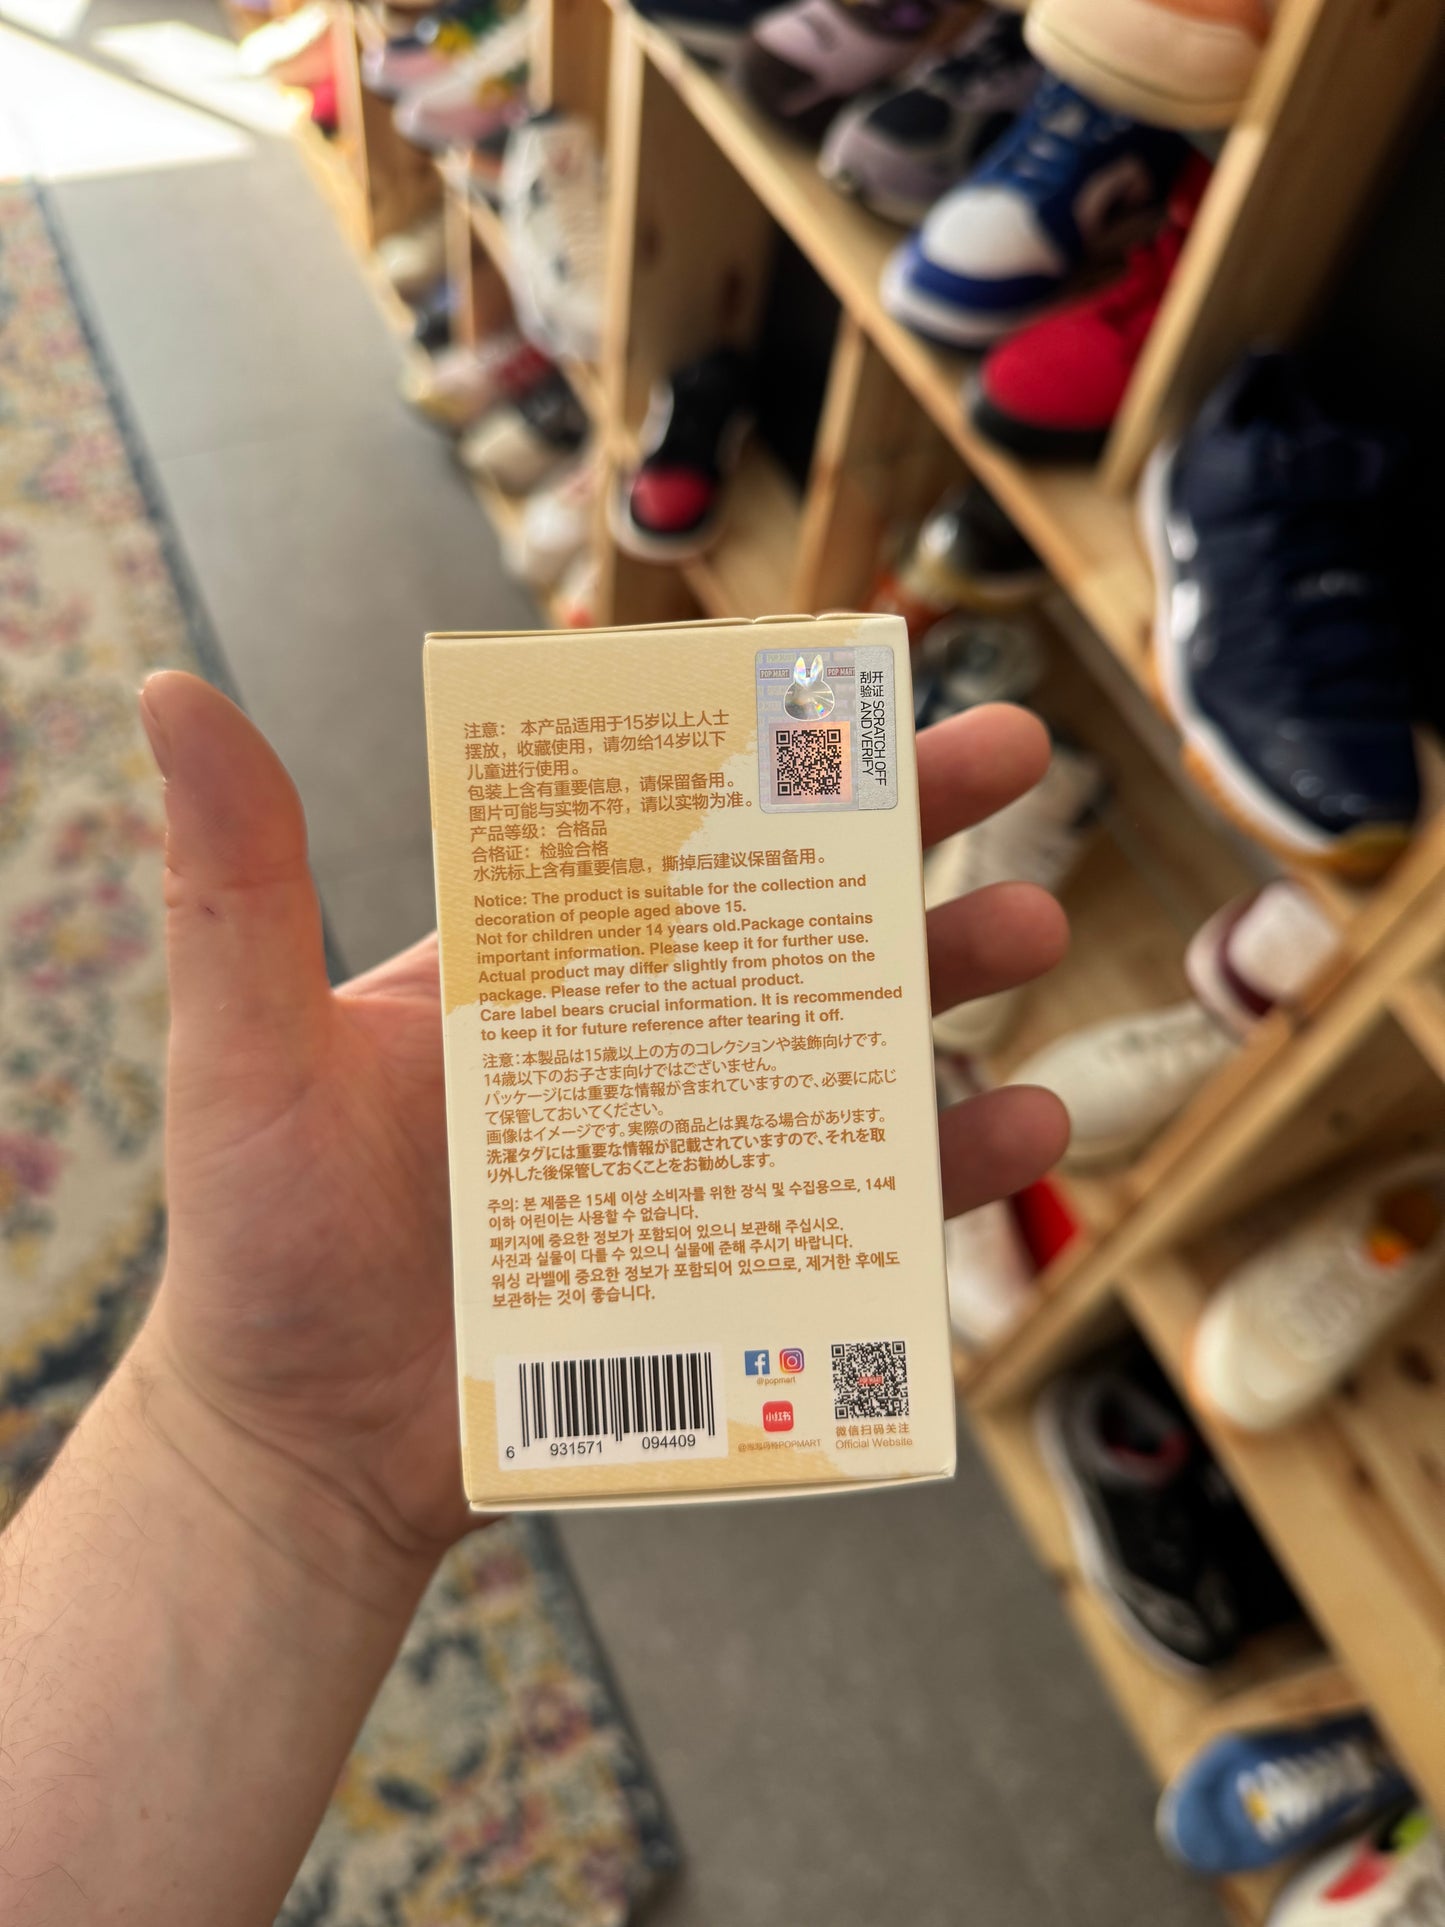 POP MART
POP MART
开证 SCRATCH OFF
刮验 AND VERIFY
注意： 本产品适用于15岁以上人士
摆放，收藏使用，请勿给14岁以下
儿童进行使用。
包装上含有重要信息，请保留备用。
图片可能与实物不符，请以实物为准。
产品等级：合格品
合格证：检验合格
水洗标上含有重要信息，撕掉后建议保留备用。
Notice: The product is suitable for the collection and
decoration of people aged above 15.
Not for children under 14 years old.Package contains
important information. Please keep it for further use.
Actual product may differ slightly from photos on the
package. Please refer to the actual product.
Care label bears crucial information. It is recommended
to keep it for future reference after tearing it off.
注意：本製品は15歳以上の方のコレクションや装飾向けです。
14歳以下のお子さま向けではございません。
パッケージには重要な情報が含まれていますので、必要に応じ
て保管しておいてください。
画像はイメージです。実際の商品とは異なる場合があります。
洗濯タグには重要な情報が記載されていますので、それを取
り外した後保管しておくことをお勧めします。
주의: 본 제품은 15세 이상 소비자를 위한 장식 및 수집용으로, 14세
이하 어린이는 사용할 수 없습니다.
패키지에 중요한 정보가 포함되어 있으니 보관해 주십시오.
사진과 실물이 다를 수 있으니 실물에 준해 주시기 바랍니다.
워싱 라벨에 중요한 정보가 포함되어 있으므로, 제거한 후에도
보관하는 것이 좋습니다.
6 931571 094409
@popmart
小红书
@泡泡玛特POPMART
POP MART
微信扫码关注
Official Website